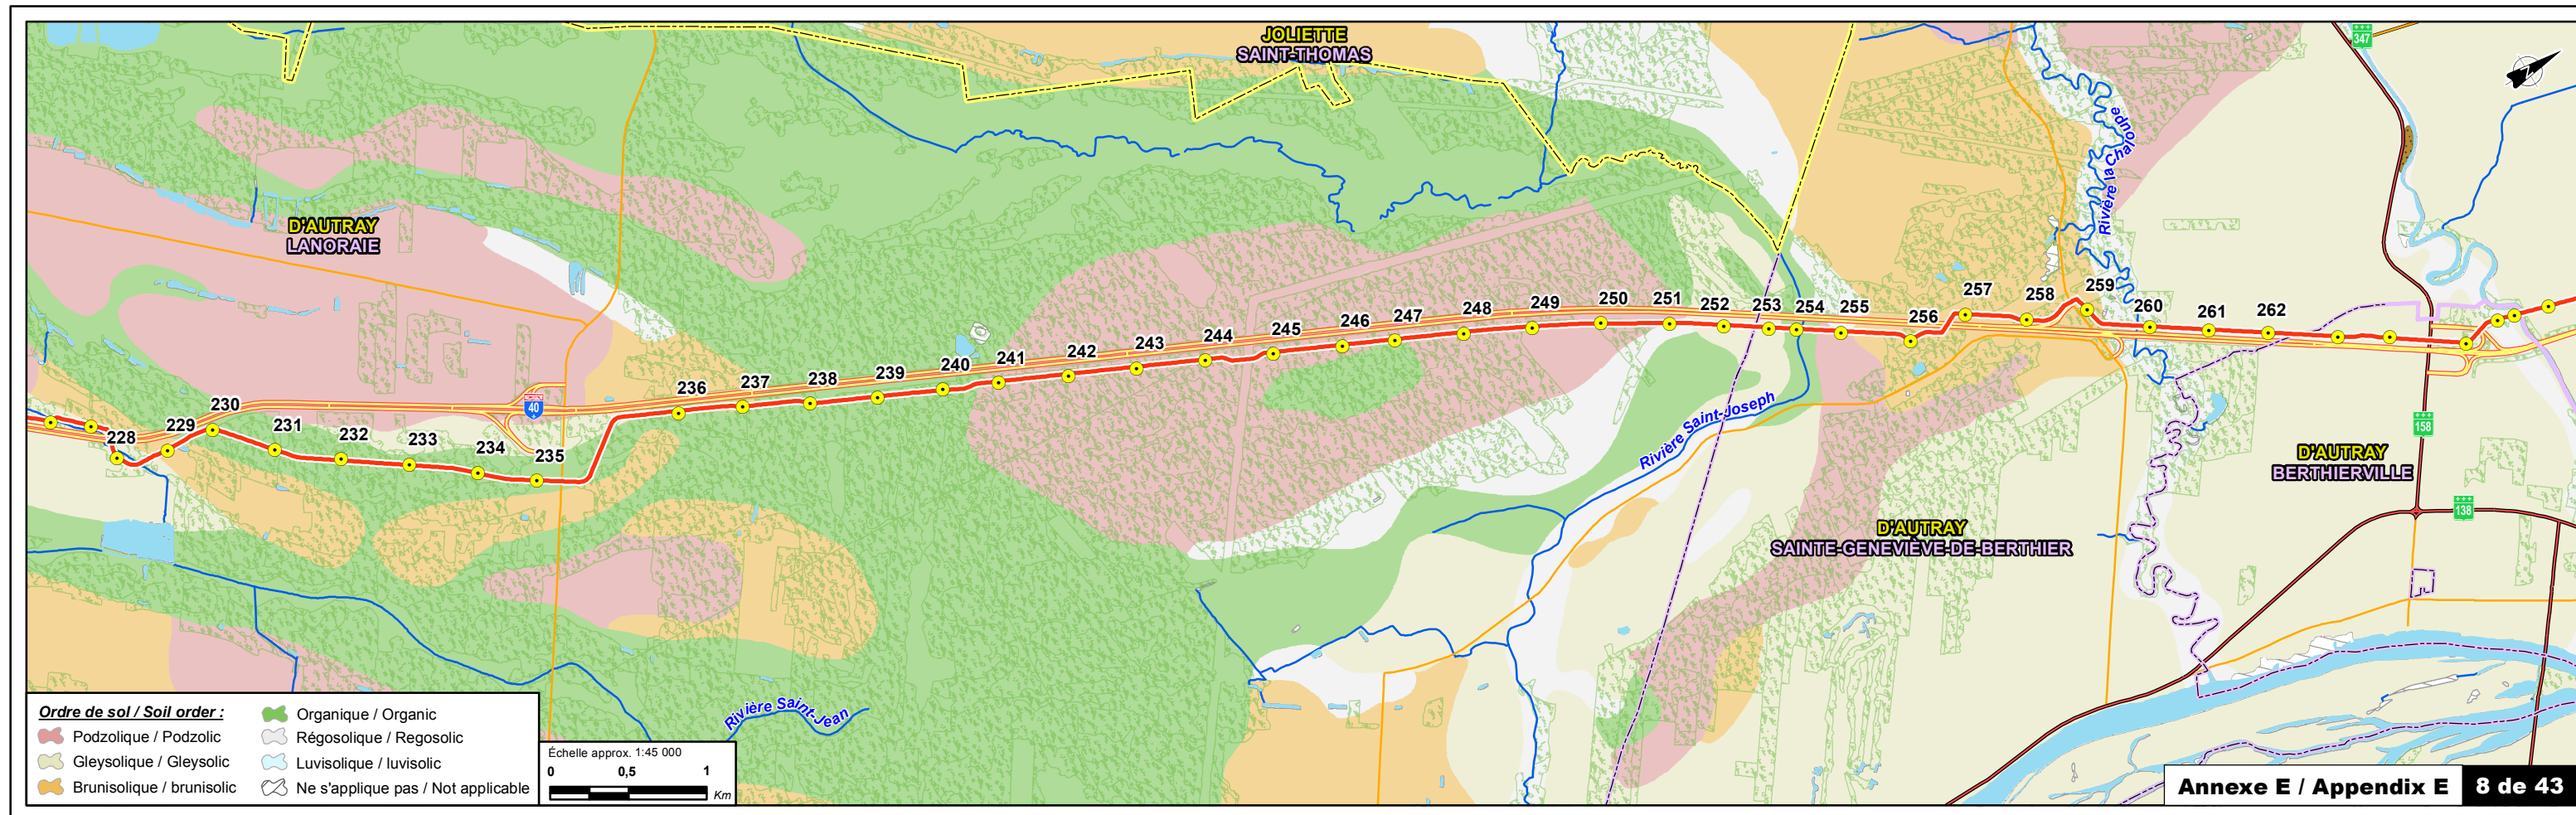 JOLIETTE
SAINT-THOMAS
347
Rivière la Chaloupe
D'AUTRAY
LANORAIE
228
229
230
231
232
233
234
235
236
237
238
239
240
241
242
243
244
245
246
247
248
249
250
251
252
253
254
255
256
257
258
259
260
261
262
40
Rivière Saint-Joseph
158
D'AUTRAY
BERTHIERVILLE
138
D'AUTRAY
SAINTE-GENEVIÈVE-DE-BERTHIER
Rivière Saint-Jean
Ordre de sol / Soil order :
Podzolique / Podzolic
Gleysolique / Gleysolic
Brunisolique / brunisolic
Organique / Organic
Régosolique / Regosolic
Luvisolique / luvisolic
Ne s'applique pas / Not applicable
Échelle approx. 1:45 000
0 0,5 1
Km
Annexe E / Appendix E 8 de 43